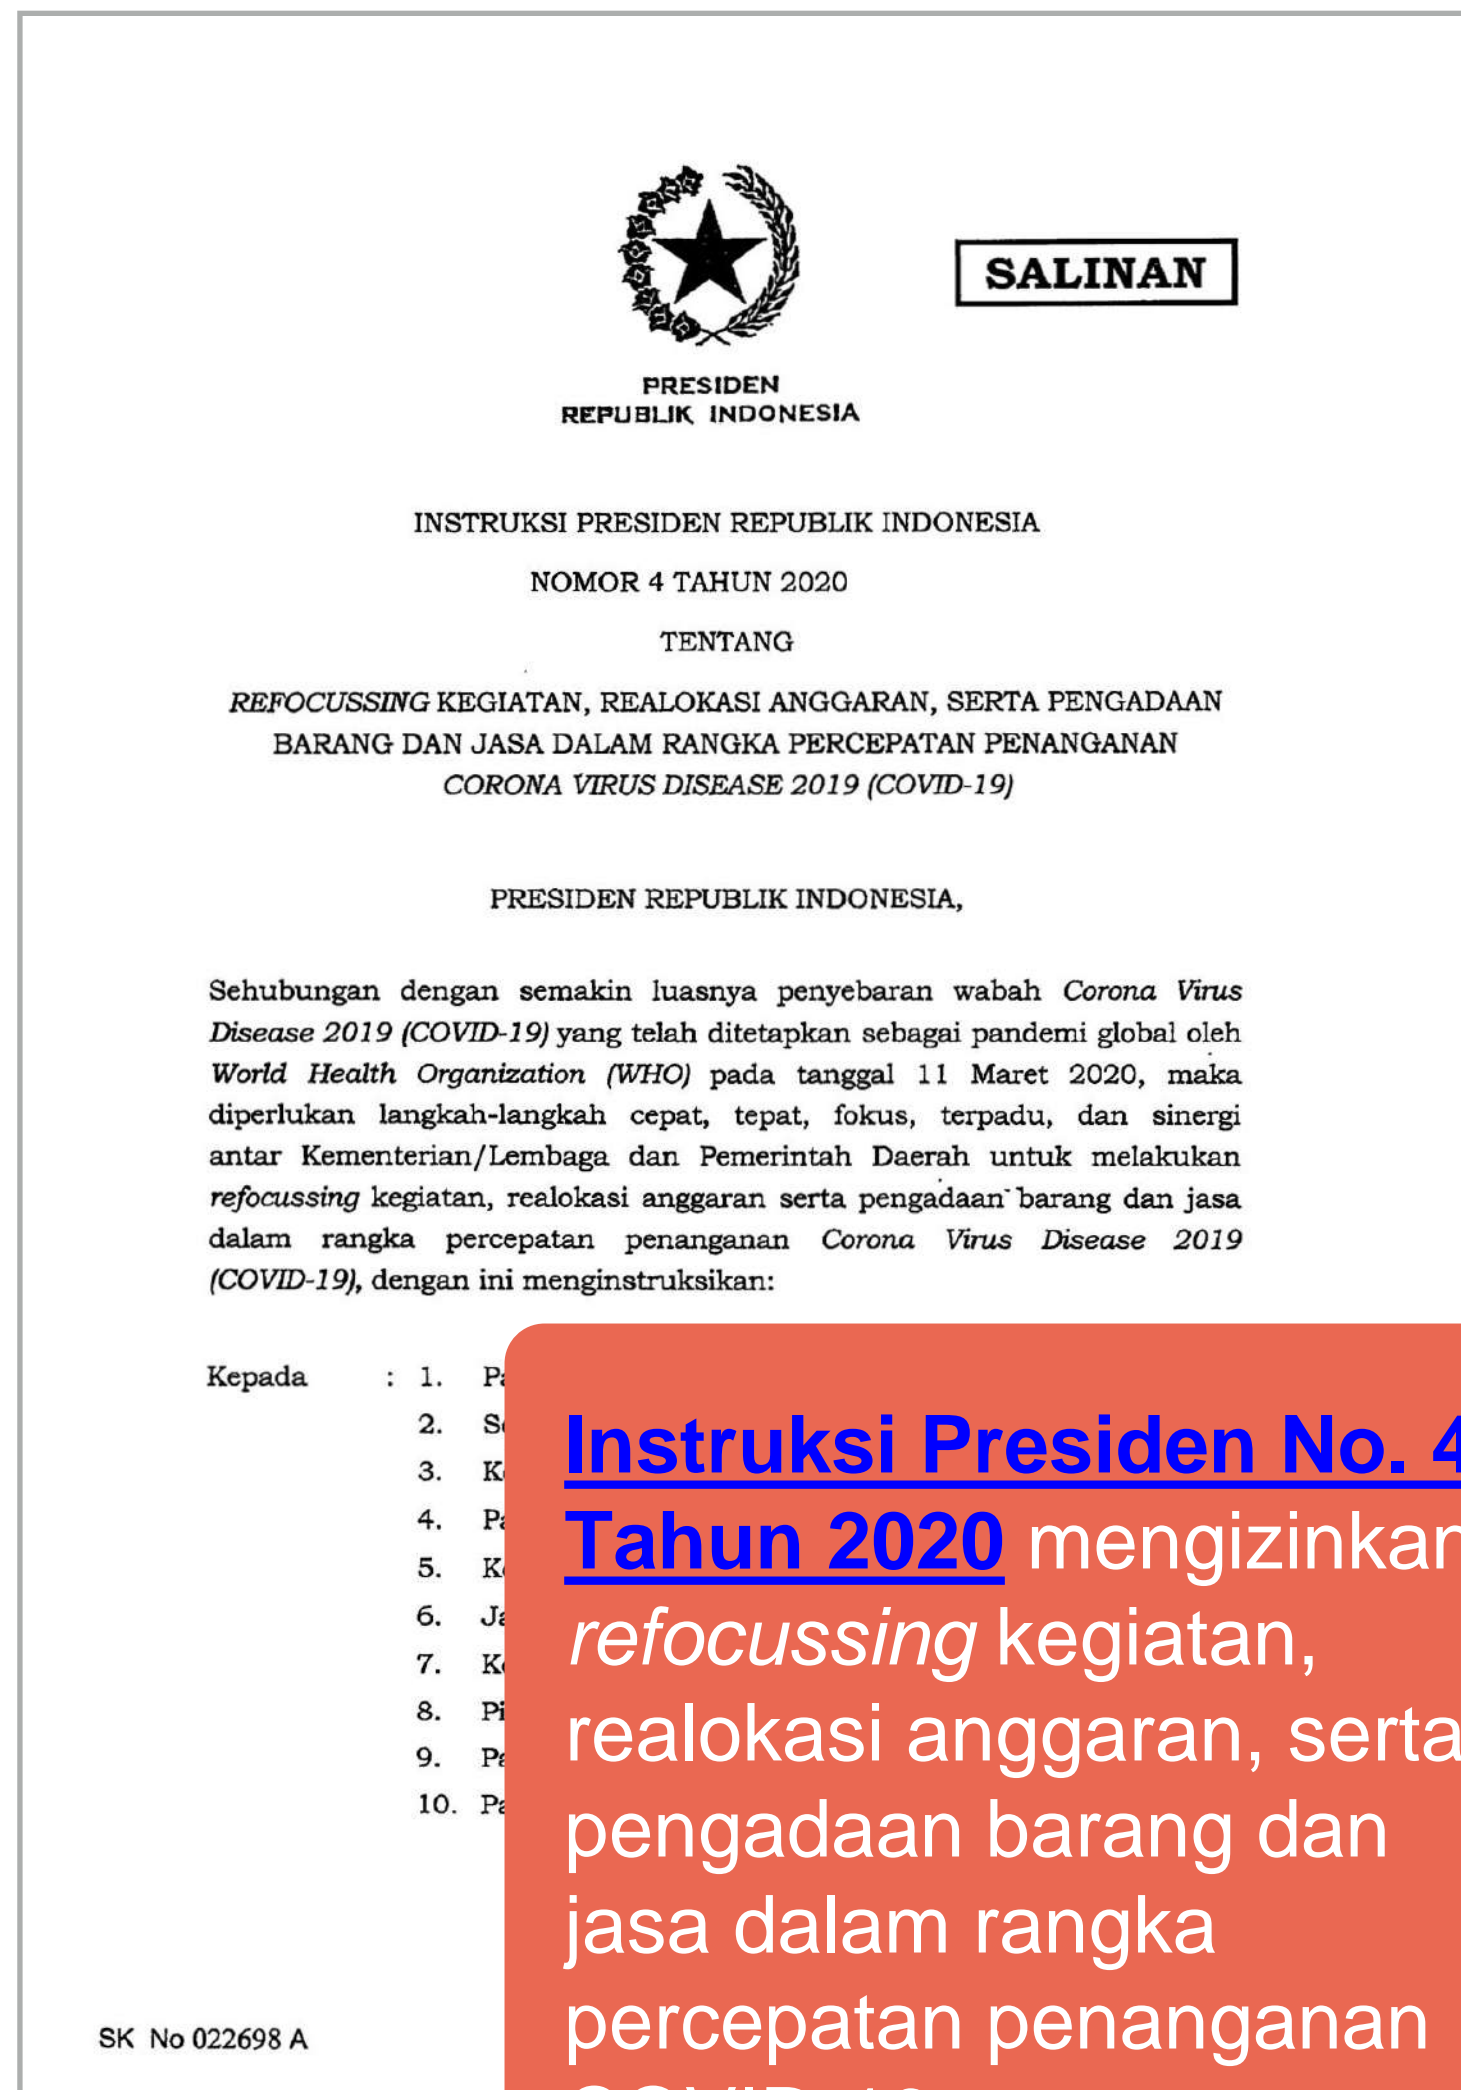 SALINAN
PRESIDEN
REPUBLIK INDONESIA
INSTRUKSI PRESIDEN REPUBLIK INDONESIA
NOMOR 4 TAHUN 2020
TENTANG
REFOCUSSING KEGIATAN, REALOKASI ANGGARAN, SERTA PENGADAAN
BARANG DAN JASA DALAM RANGKA PERCEPATAN PENANGANAN
CORONA VIRUS DISEASE 2019 (COVID-19)
PRESIDEN REPUBLIK INDONESIA,
Sehubungan dengan semakin luasnya penyebaran wabah Corona Virus
Disease 2019 (COVID-19) yang telah ditetapkan sebagai pandemi global oleh
World Health Organization (WHO) pada tanggal 11 Maret 2020, maka
diperlukan langkah-langkah cepat, tepat, fokus, terpadu, dan sinergi
antar Kementerian/Lembaga dan Pemerintah Daerah untuk melakukan
refocussing kegiatan, realokasi anggaran serta pengadaan barang dan jasa
dalam rangka percepatan penanganan Corona Virus Disease 2019
(COVID-19), dengan ini menginstruksikan:
Kepada : 1.
2.
3.
4.
5.
6.
7.
8.
9.
10.
Instruksi Presiden No. 4
Tahun 2020 mengizinkan
refocussing kegiatan,
realokasi anggaran, serta
pengadaan barang dan
jasa dalam rangka
percepatan penanganan
SK No 022698 A